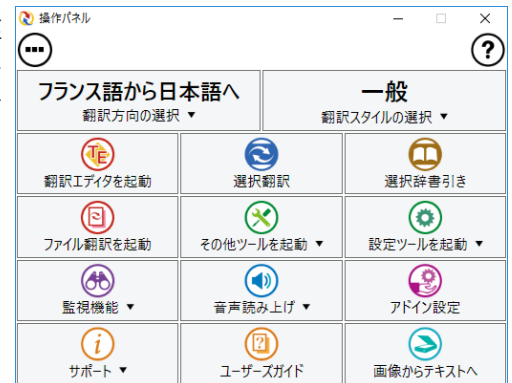 操作パネル
フランス語から日本語へ
翻訳方向の選択 ▼
一般
翻訳スタイルの選択 ▼
TE
翻訳エディタを起動
選択翻訳
選択辞書引き
ファイル翻訳を起動
その他ツールを起動 ▼
設定ツールを起動 ▼
監視機能 ▼
音声読み上げ ▼
アドイン設定
サポート ▼
ユーザーズガイド
画像からテキストへ